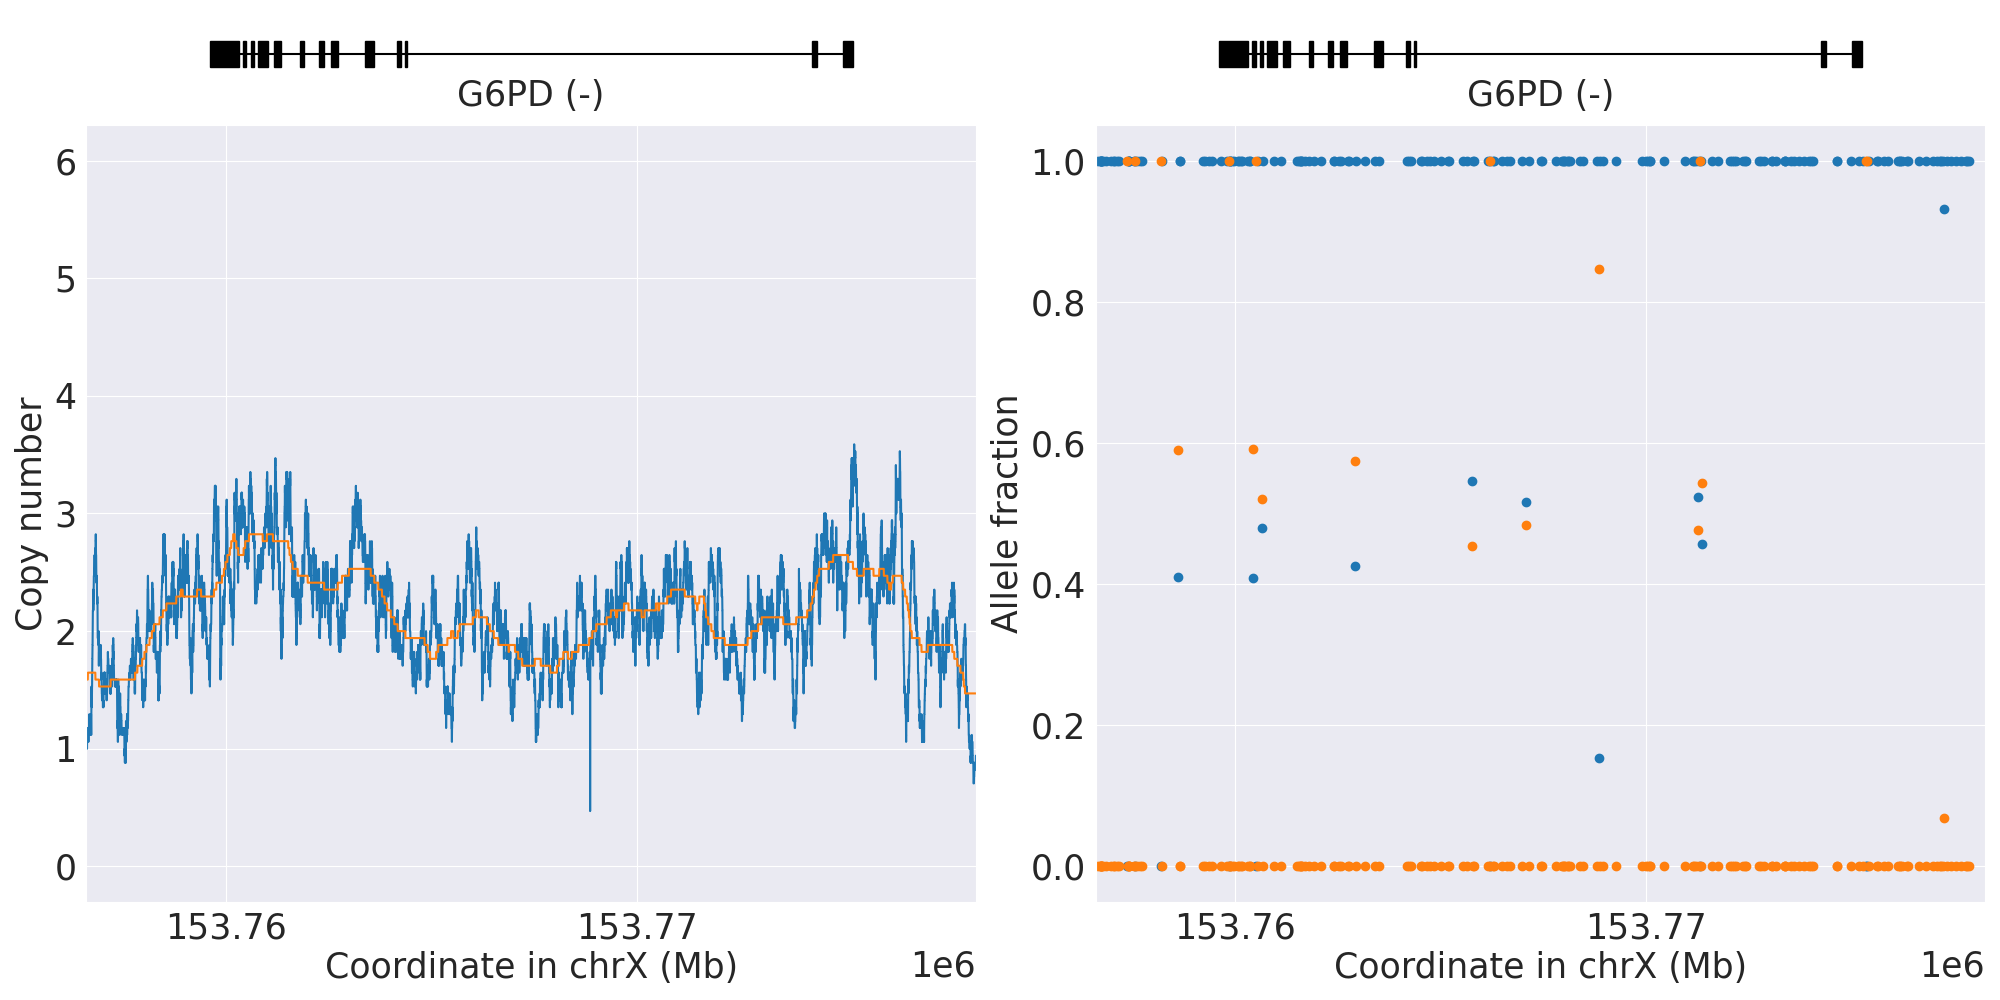 G6PD (-)
6
5
4
3
2
1
0
Copy number
153.76
153.77
Coordinate in chrX (Mb)
1e6
G6PD (-)
1.0
0.8
0.6
0.4
0.2
0.0
Allele fraction
153.76
153.77
Coordinate in chrX (Mb)
1e6